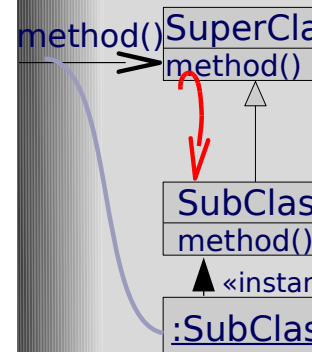 method()
SuperCla
method()
SubClas
method()
«instan
:SubClas